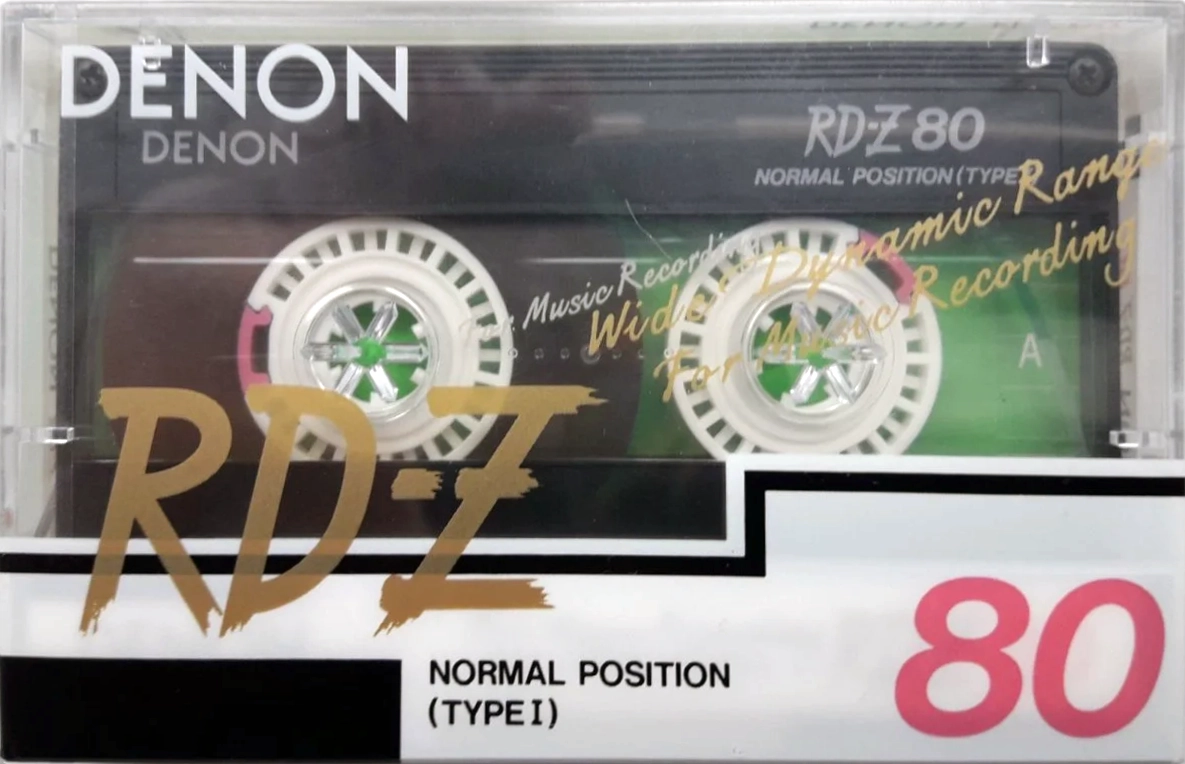 DENON
DENON
RD-Z 80
NORMAL POSITION (TYPE
Wide Dynamic Range
For Music Recording
For Music Recording
A
RD-Z
80
NORMAL POSITION
(TYPE I)